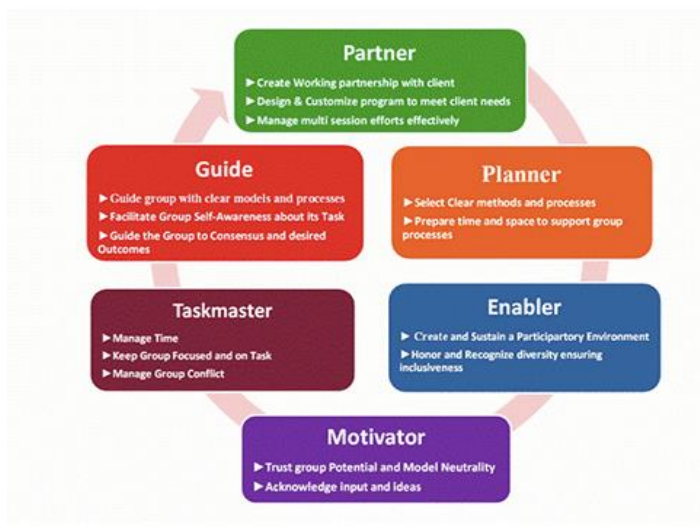 Partner
►Create Working partnership with client
►Design & Customize program to meet client needs
►Manage multi session efforts effectively
Planner
►Select Clear methods and processes
►Prepare time and space to support group
processes
Enabler
► Create and Sustain a Participartory Environment
►Honor and Recognize diversity ensuring
inclusiveness
Motivator
►Trust group Potential and Model Neutrality
►Acknowledge input and ideas
Taskmaster
►Manage Time
►Keep Group Focused and on Task
►Manage Group Conflict
Guide
►Guide group with clear models and processes
►Facilitate Group Self-Awareness about its Task
►Guide the Group to Consensus and desired
Outcomes